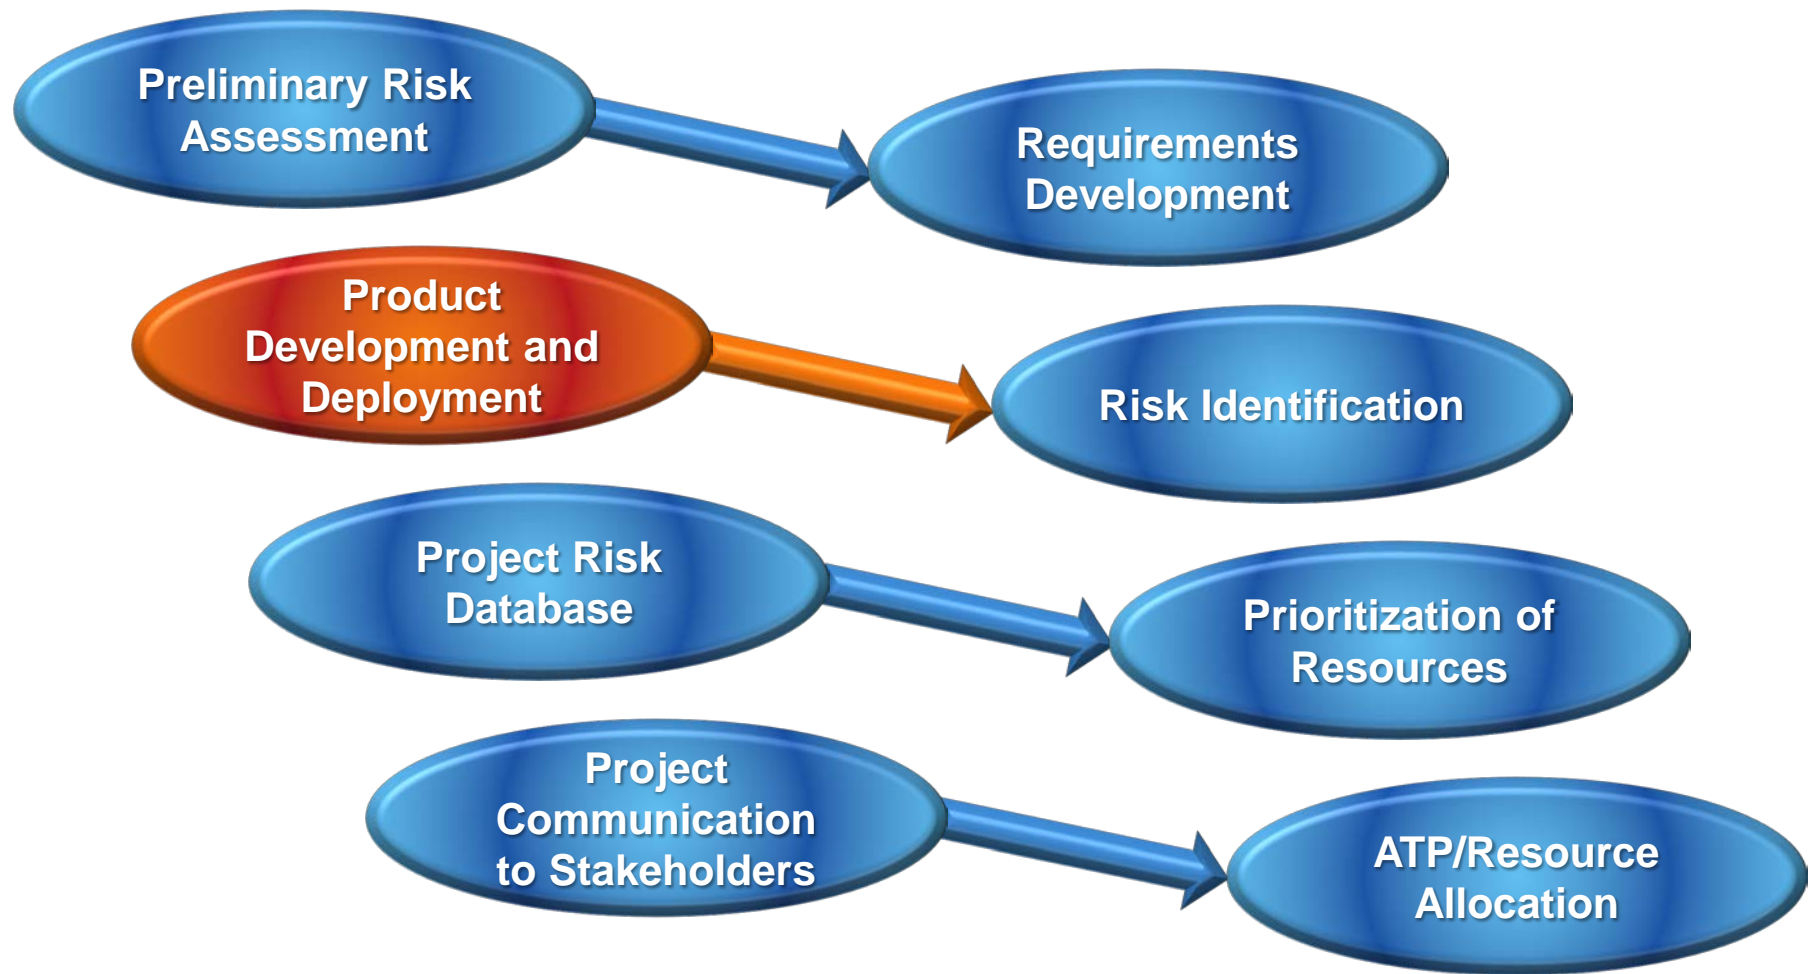 Preliminary Risk
Assessment
Requirements
Development
Product
Development and
Deployment
Risk Identification
Project Risk
Database
Prioritization of
Resources
Project
Communication
to Stakeholders
ATP/Resource
Allocation